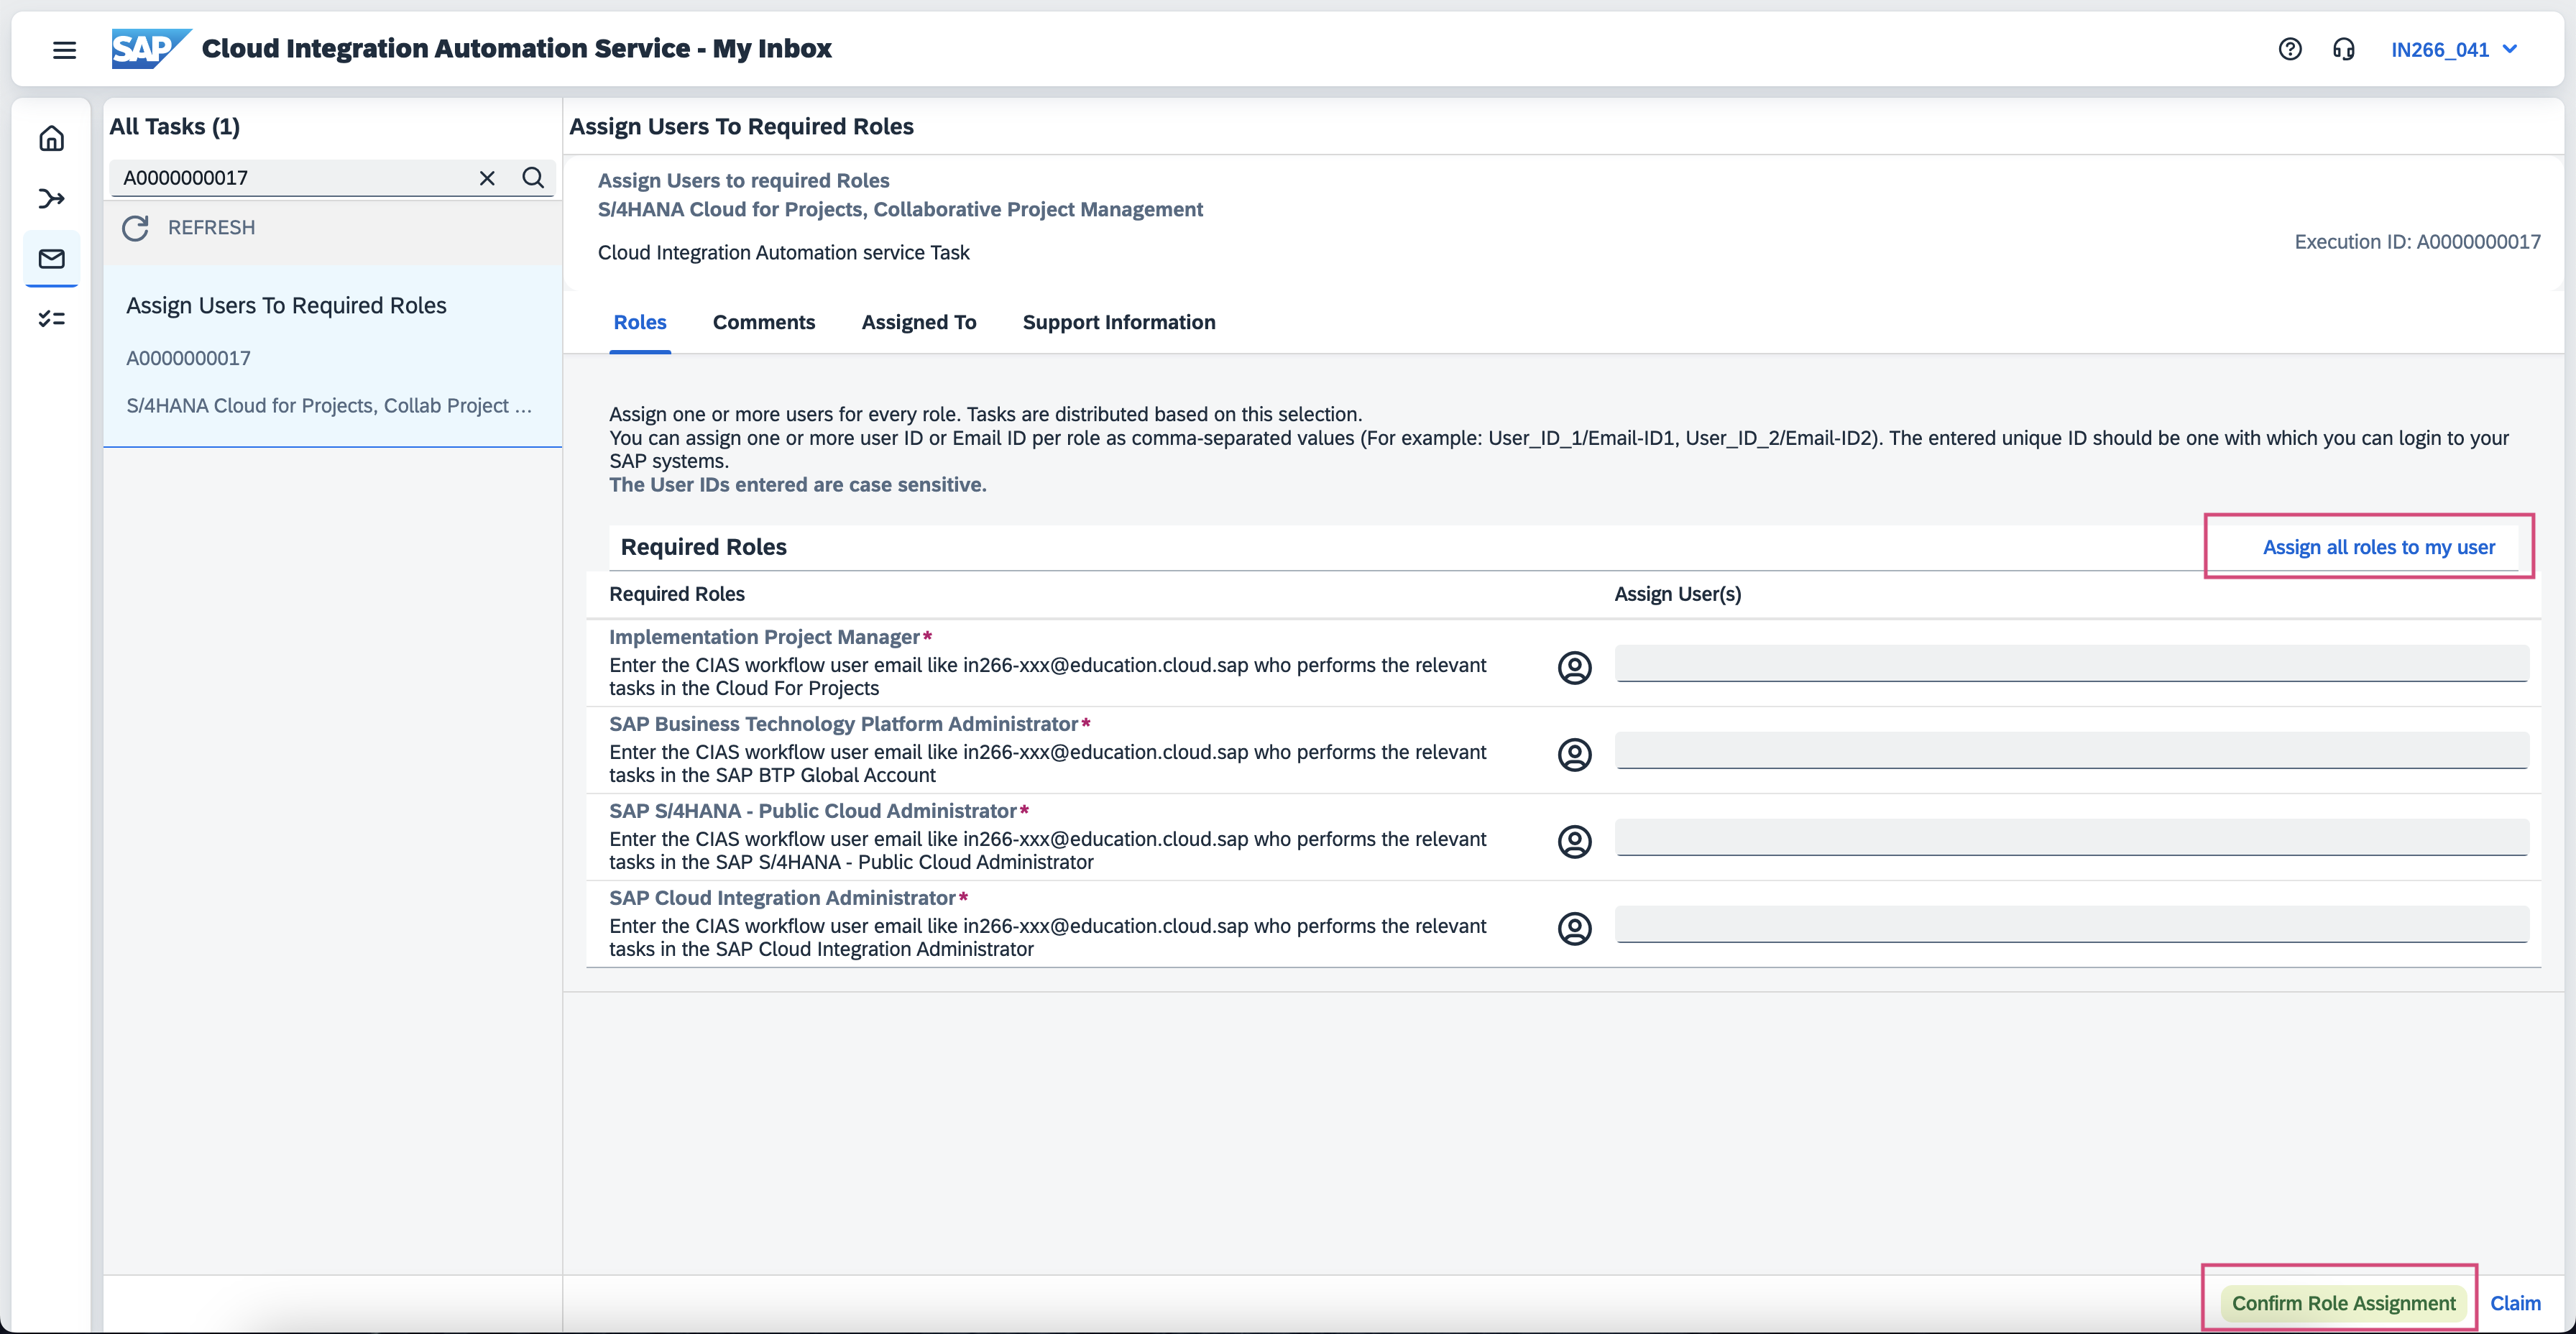 SAP Cloud Integration Automation Service - My Inbox
IN266_041
All Tasks (1)
A0000000017
REFRESH
Assign Users To Required Roles
A0000000017
S/4HANA Cloud for Projects, Collab Project ...
Assign Users To Required Roles
Assign Users to required Roles
S/4HANA Cloud for Projects, Collaborative Project Management
Cloud Integration Automation service Task
Execution ID: A0000000017
Roles Comments Assigned To Support Information
Assign one or more users for every role. Tasks are distributed based on this selection.
You can assign one or more user ID or Email ID per role as comma-separated values (For example: User_ID_1/Email-ID1, User_ID_2/Email-ID2). The entered unique ID should be one with which you can login to your
SAP systems.
The User IDs entered are case sensitive.
Required Roles
Assign all roles to my user
Required Roles Assign User(s)
Implementation Project Manager*
Enter the CIAS workflow user email like in266-xxx@education.cloud.sap who performs the relevant
tasks in the Cloud For Projects
SAP Business Technology Platform Administrator*
Enter the CIAS workflow user email like in266-xxx@education.cloud.sap who performs the relevant
tasks in the SAP BTP Global Account
SAP S/4HANA - Public Cloud Administrator*
Enter the CIAS workflow user email like in266-xxx@education.cloud.sap who performs the relevant
tasks in the SAP S/4HANA - Public Cloud Administrator
SAP Cloud Integration Administrator*
Enter the CIAS workflow user email like in266-xxx@education.cloud.sap who performs the relevant
tasks in the SAP Cloud Integration Administrator
Confirm Role Assignment Claim